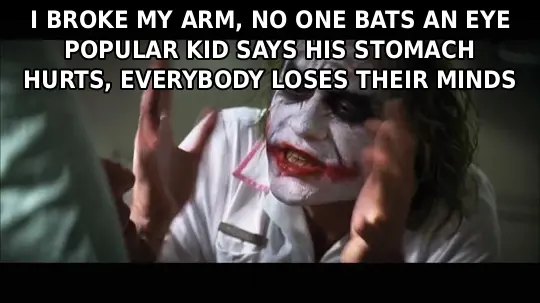 I BROKE MY ARM, NO ONE BATS AN EYE
POPULAR KID SAYS HIS STOMACH
HURTS, EVERYBODY LOSES THEIR MINDS